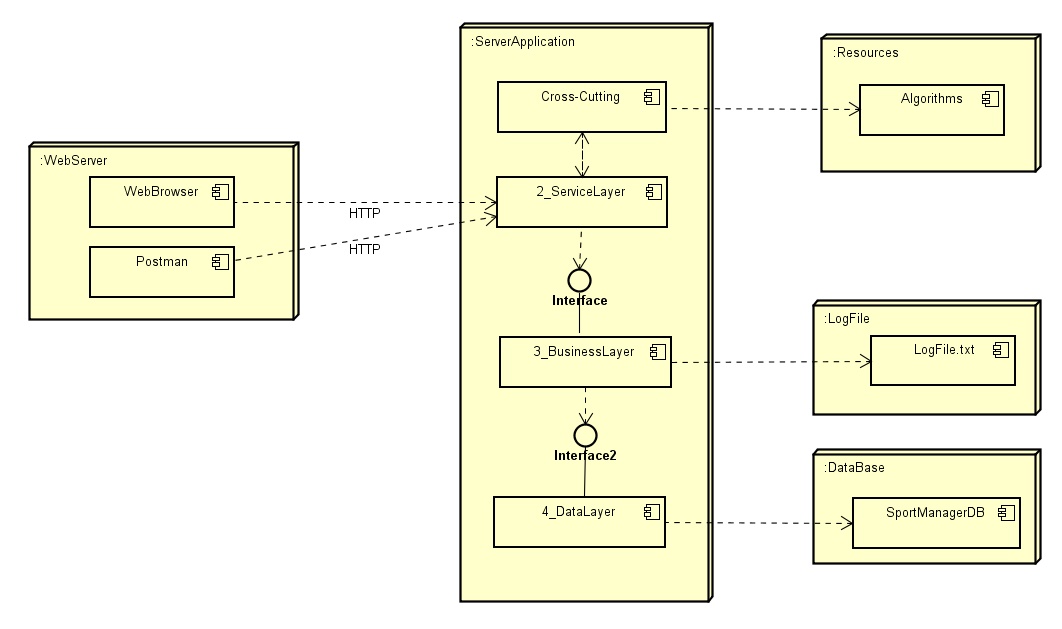 :WebServer
WebBrowser
Postman
HTTP
HTTP
:ServerApplication
Cross-Cutting
2_ServiceLayer
Interface
3_BusinessLayer
Interface2
4_DataLayer
:Resources
Algorithms
:LogFile
LogFile.txt
:DataBase
SportManagerDB